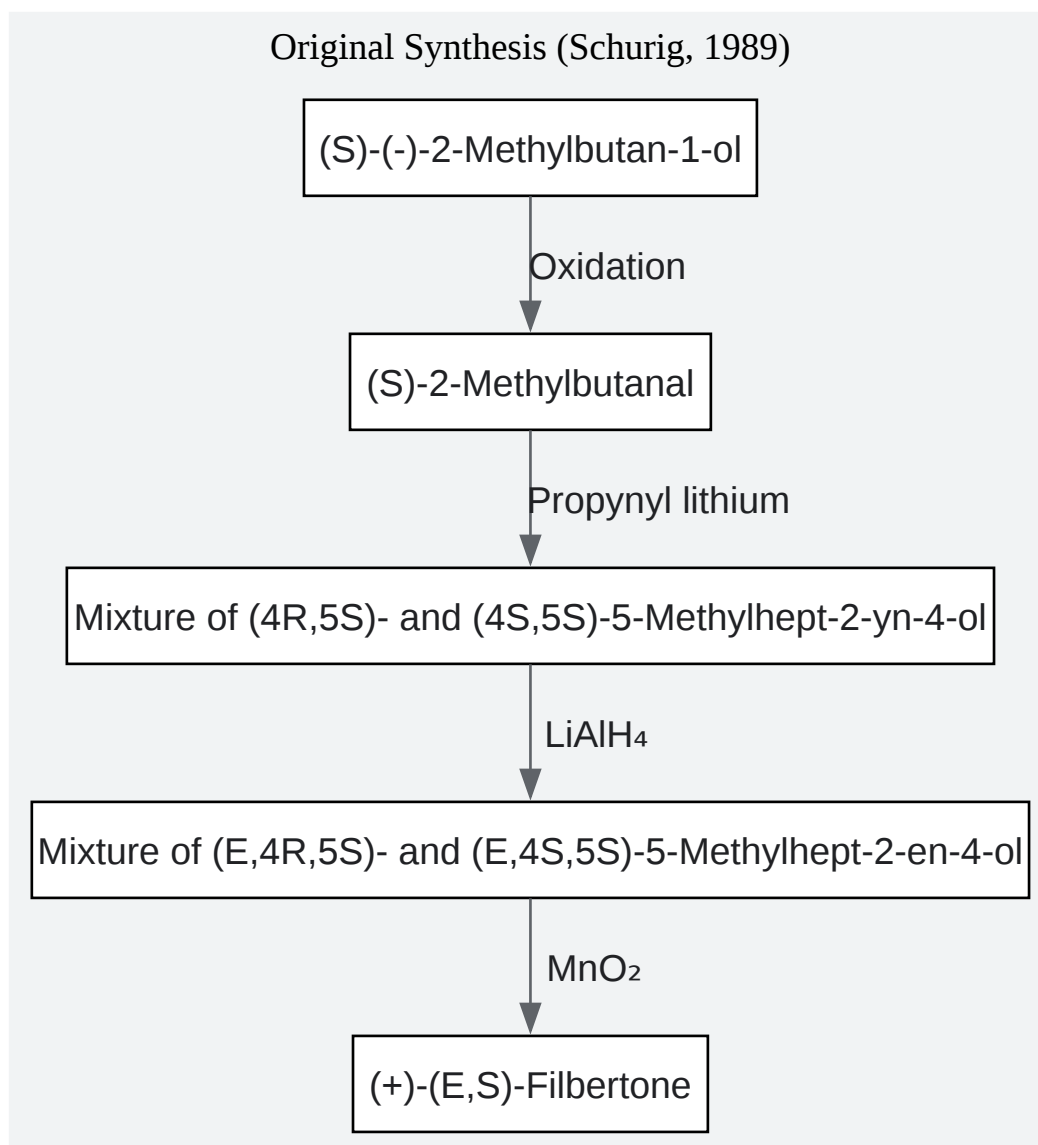 Original Synthesis (Schurig, 1989)
(S)-(-)-2-Methylbutan-1-ol
Oxidation
(S)-2-Methylbutanal
Propynyl lithium
Mixture of (4R,5S)- and (4S,5S)-5-Methylhept-2-yn-4-ol
LiAlH₄
Mixture of (E,4R,5S)- and (E,4S,5S)-5-Methylhept-2-en-4-ol
MnO₂
(+)-(E,S)-Filbertone